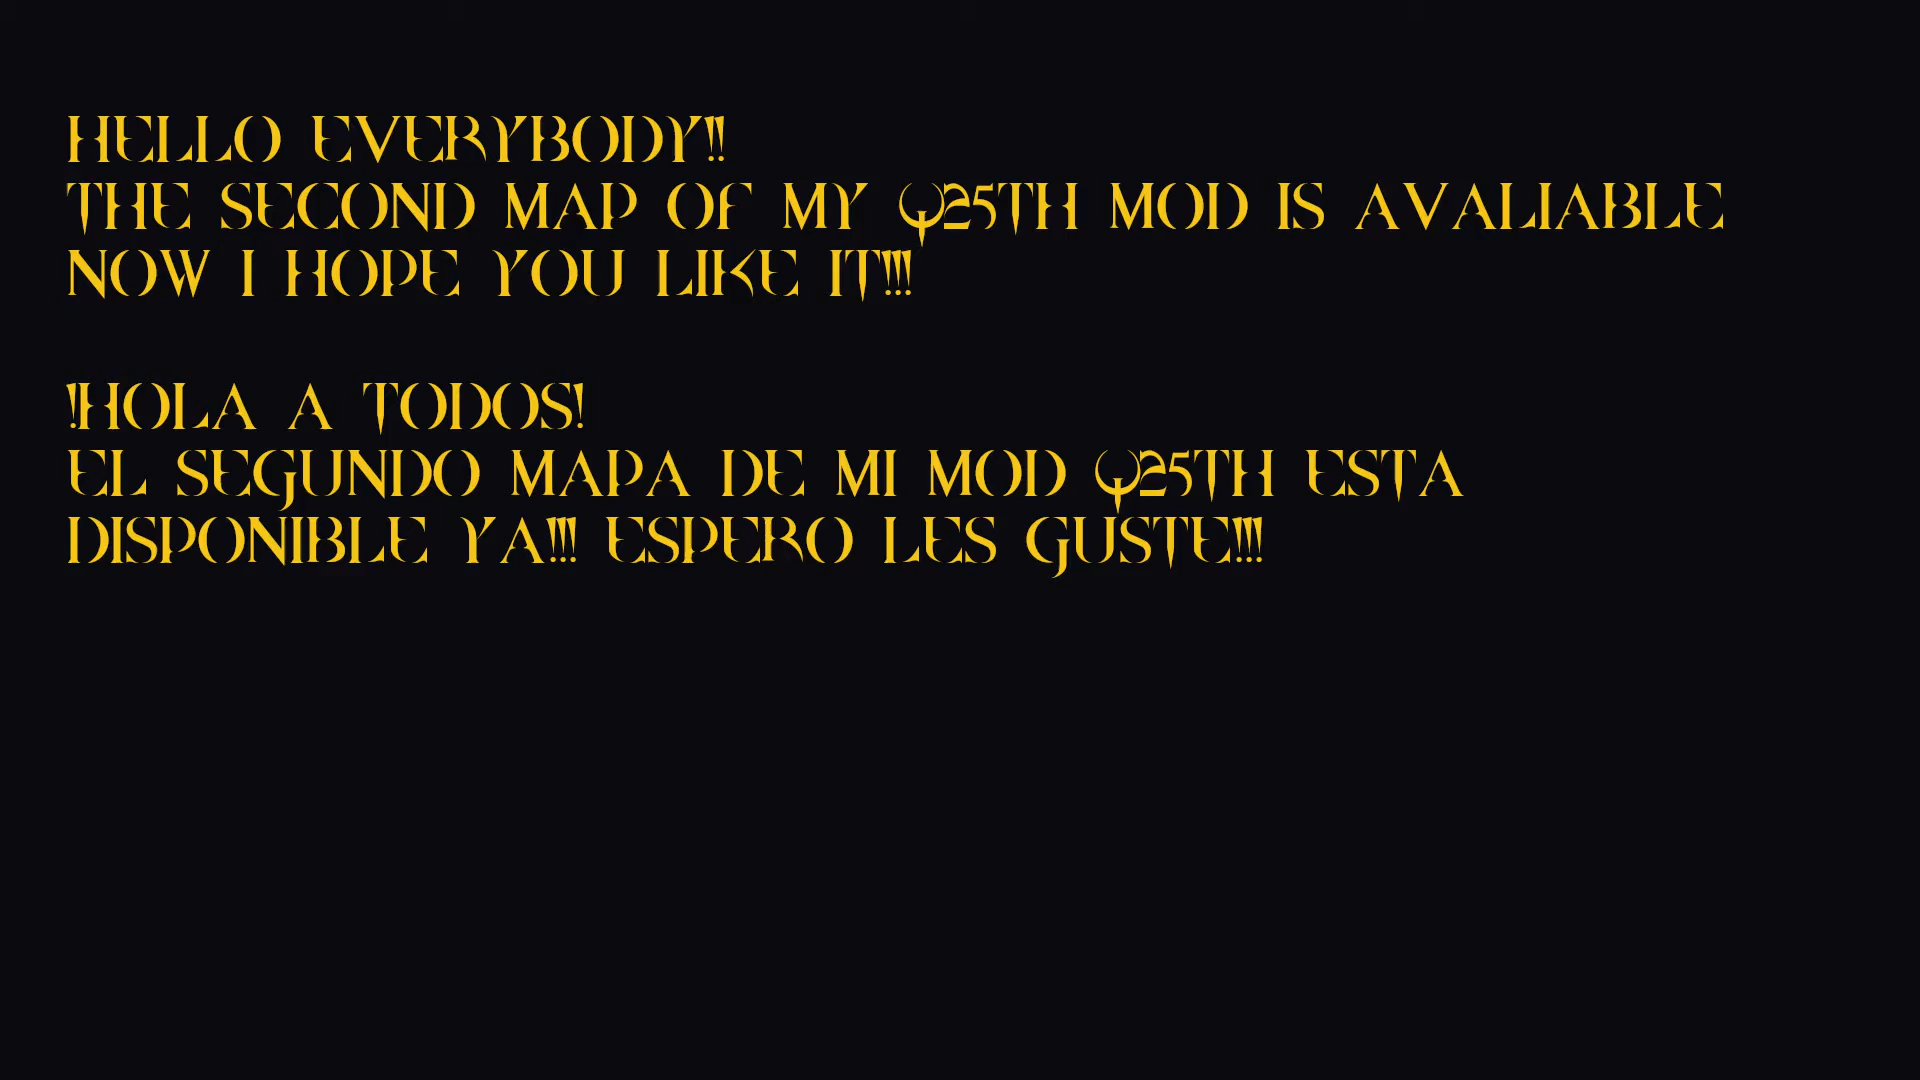 HELLO EVERYBODY!!
THE SECOND MAP OF MY Q25TH MOD IS AVALIABLE
NOW I HOPE YOU LIKE IT!!!
!HOLA A TODOS!
EL SEGUNDO MAPA DE MI MOD Q25TH ESTA
DISPONIBLE YA!!! ESPERO LES GUSTE!!!